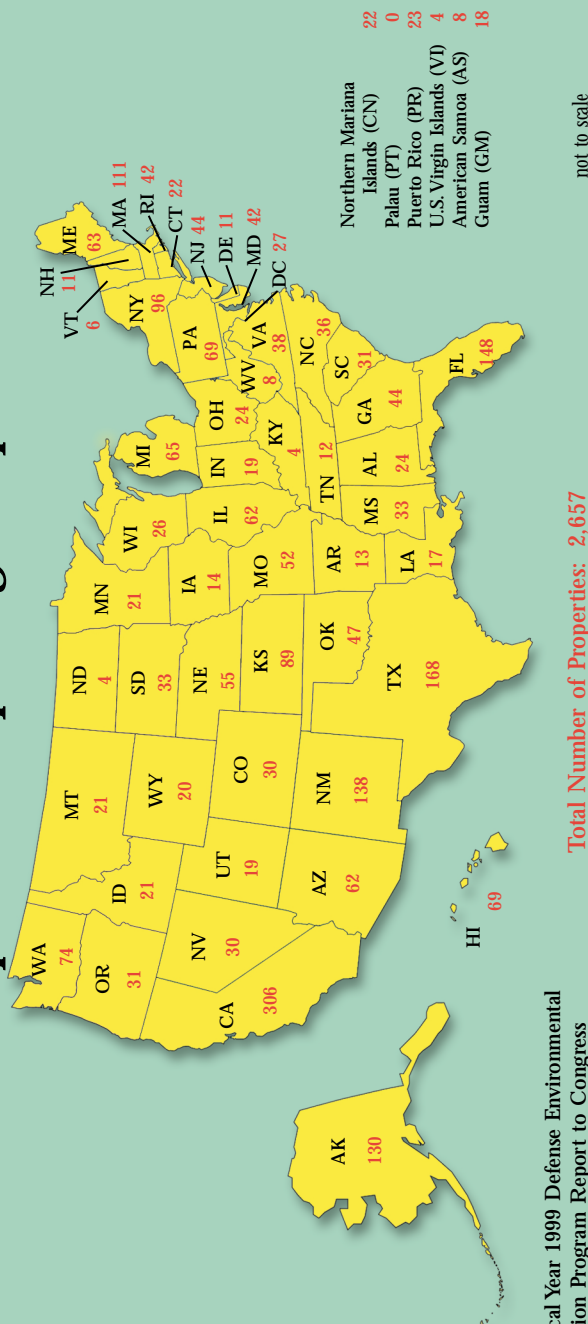 WA
74
MT
21
ND
4
MN
21
OR
31
ID
21
WY
20
SD
33
WI
26
MI
65
VT
6
NH
11
ME
63
NY
96
MA 111
RI 42
CT 22
NJ 44
DE 11
MD 42
DC 27
PA
69
NV
30
UT
19
CO
30
NE
55
IA
14
IL
62
IN
19
OH
24
WV
8
VA
38
CA
306
AZ
62
NM
138
KS
89
MO
52
KY
4
TN
12
NC
36
OK
47
AR
13
SC
31
TX
168
LA
17
MS
33
AL
24
GA
44
FL
148
AK
130
HI
69
Northern Mariana
Islands (CN) 22
Palau (PT) 0
Puerto Rico (PR) 23
U.S. Virgin Islands (VI) 4
American Samoa (AS) 8
Guam (GM) 18
cal Year 1999 Defense Environmental
ion Program Report to Congress
Total Number of Properties: 2,657
not to scale